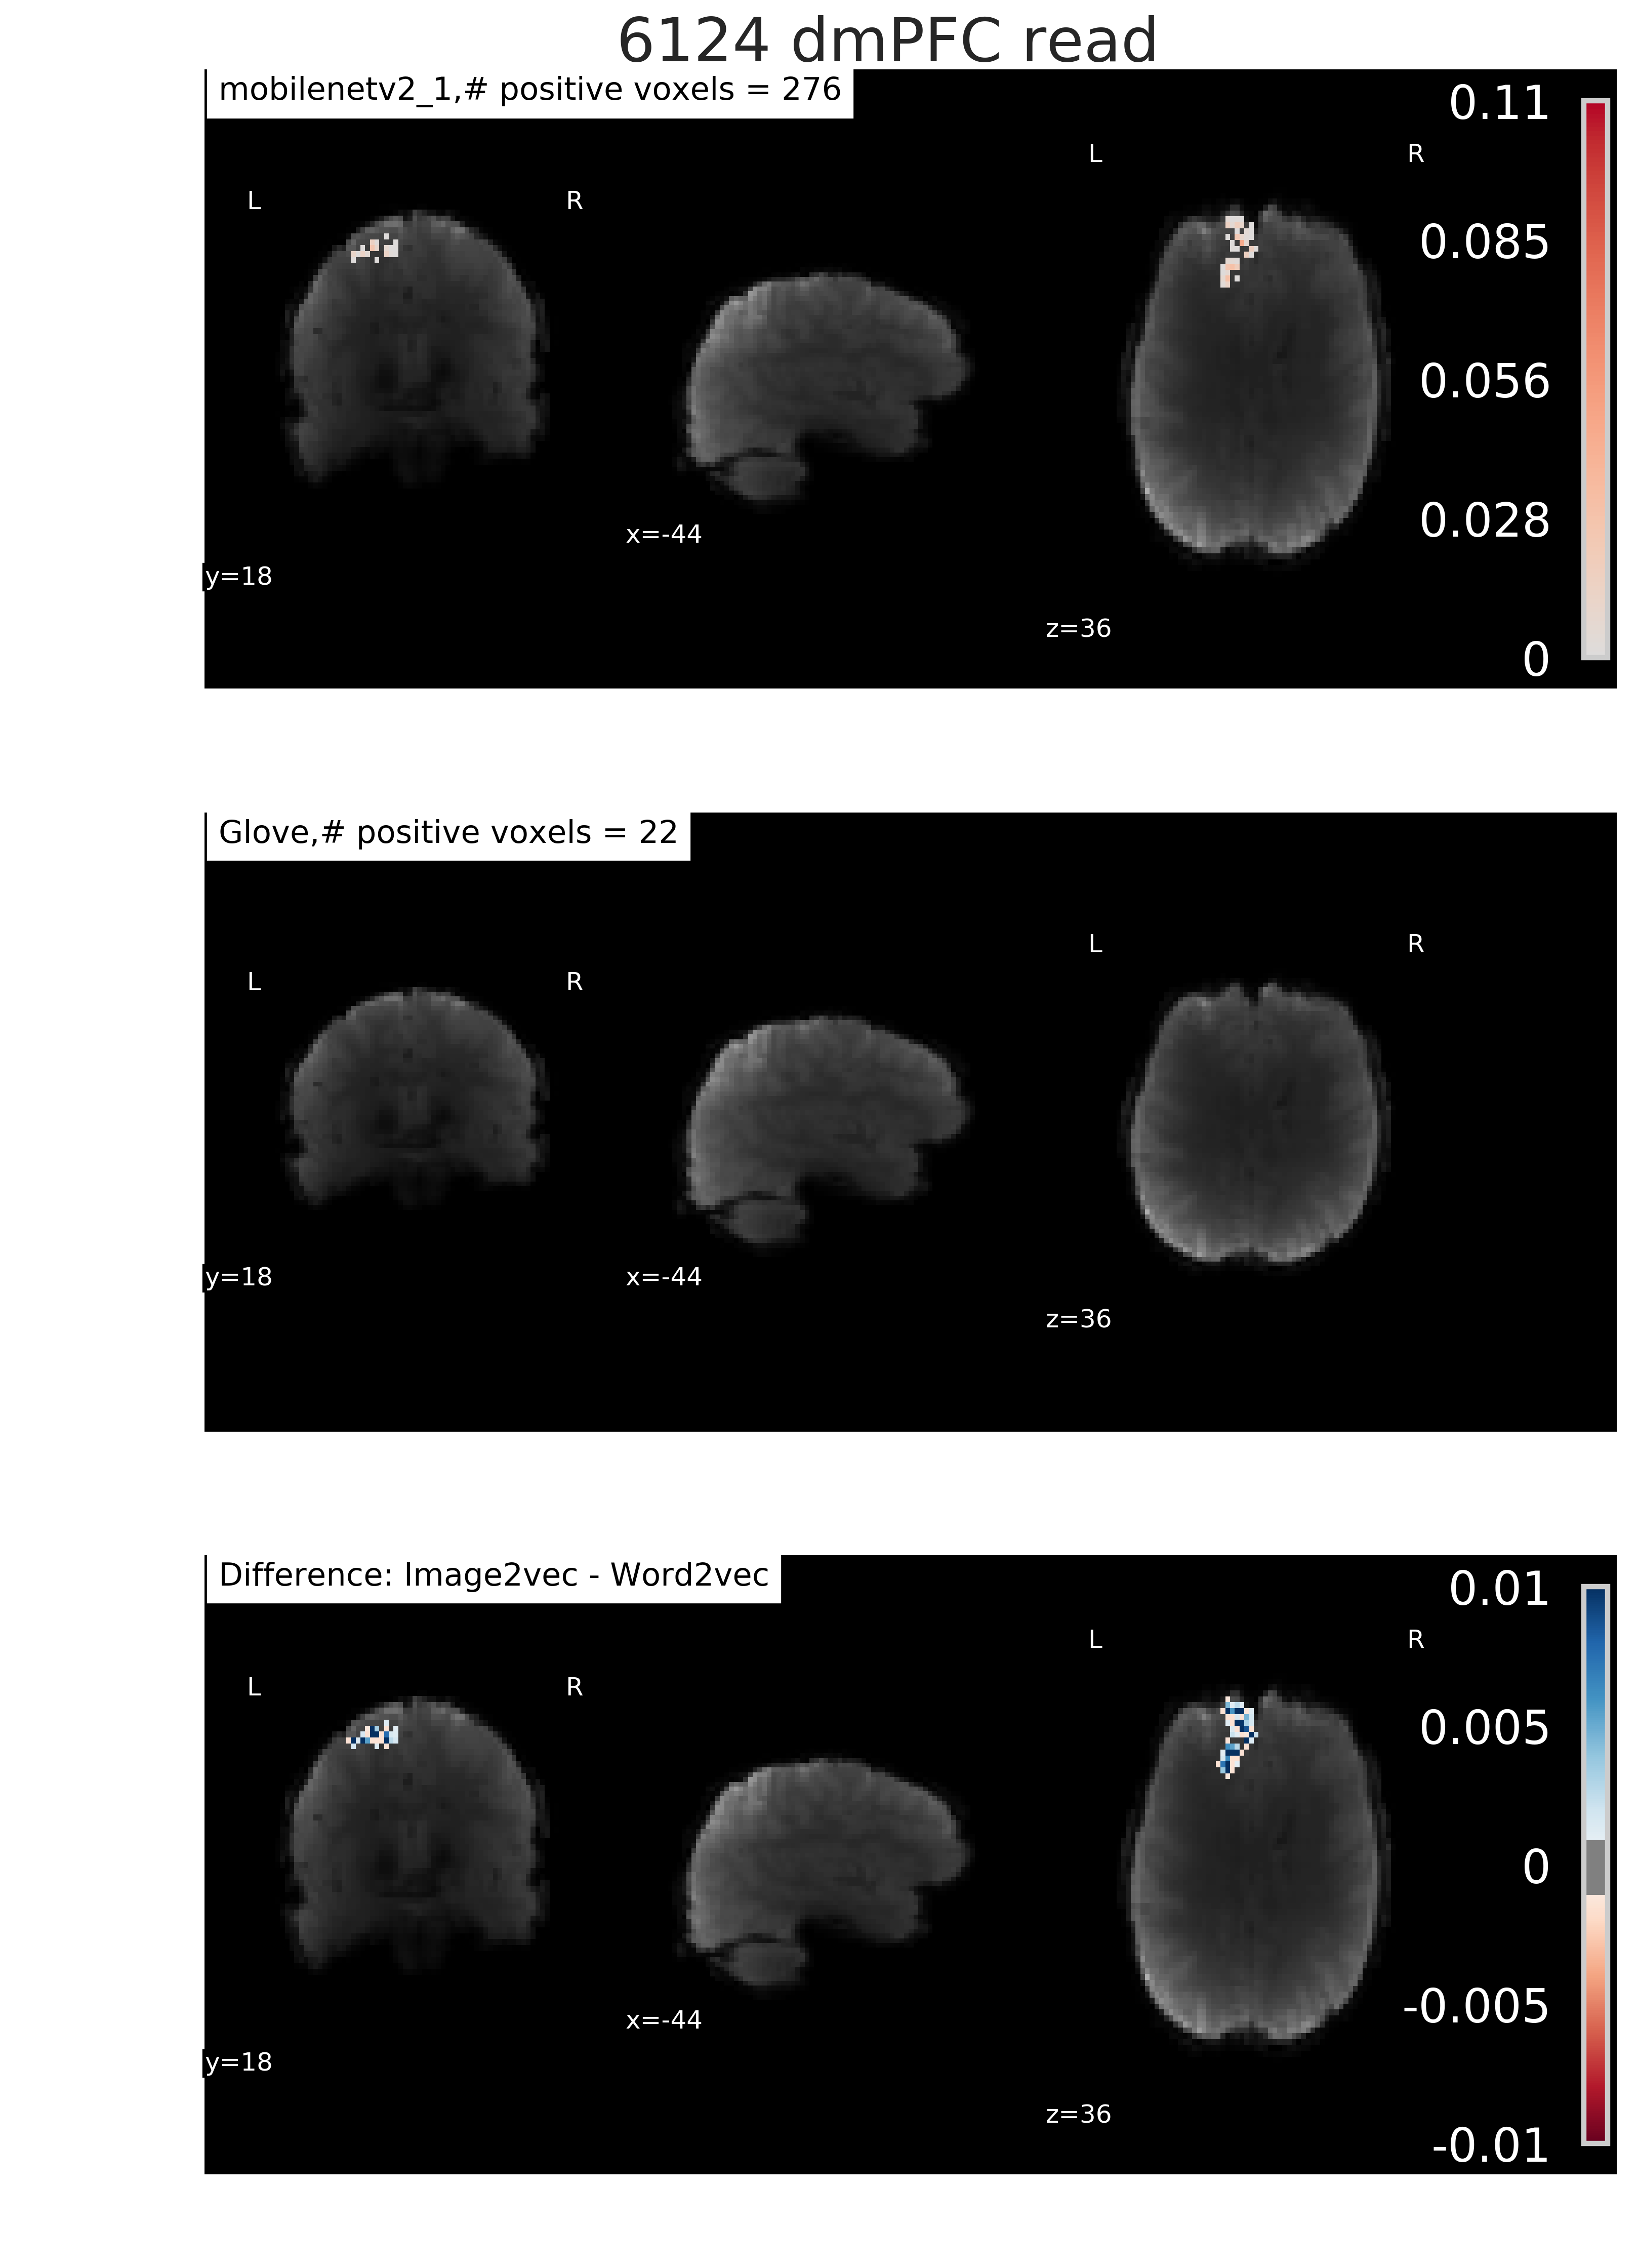 6124 dmPFC read
mobilenetv2_1,# positive voxels = 276
0.11
L R
L R
0.085
0.056
0.028
x=-44
y=18
z=36
0
Glove,# positive voxels = 22
L R
L R
y=18
x=-44
z=36
Difference: Image2vec - Word2vec
0.01
L R
L R
0.005
0
-0.005
x=-44
y=18
z=36
-0.01